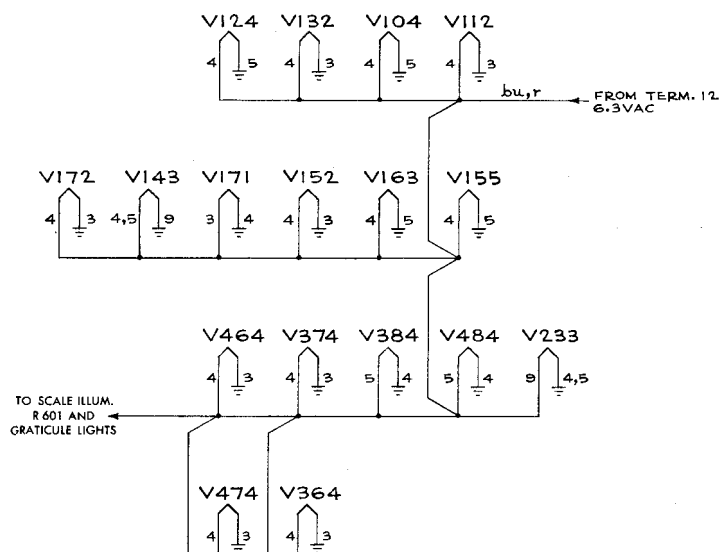 V124 V132 V104 V112
4 5 4 3 4 5 4 3
bu,r
FROM TERM. 12
6.3VAC
V172 V143 V171 V152 V163 V155
4 3 4,5 9 3 4 4 3 4 5 4 5
V464 V374 V384 V484 V233
4 3 4 3 5 4 5 4 9 4,5
TO SCALE ILLUM.
R601 AND
GRATICULE LIGHTS
V474 V364
4 3 4 3